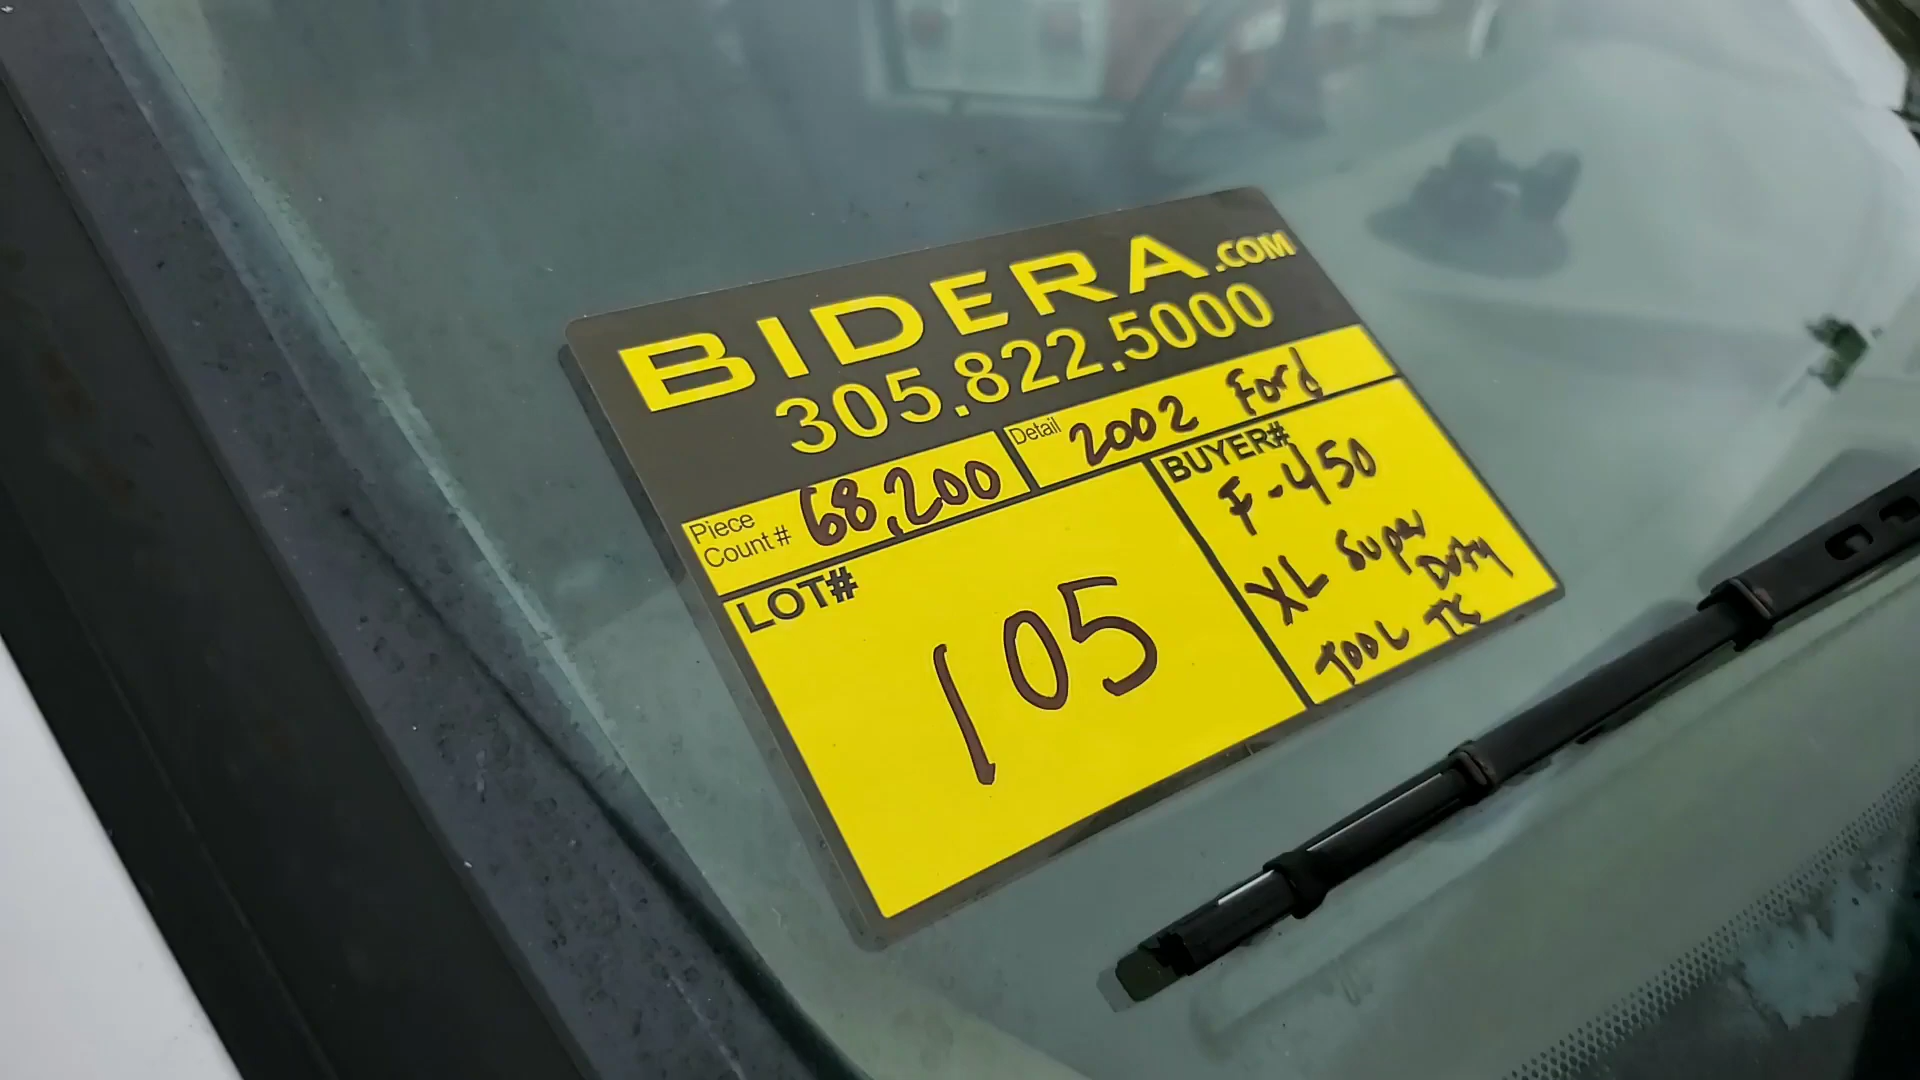 BIDERA.COM
305.822.5000
Piece Count # 68,200
Detail 2002 Ford
LOT# 105
BUYER#
F-450
XL Super Duty
TOOL TK